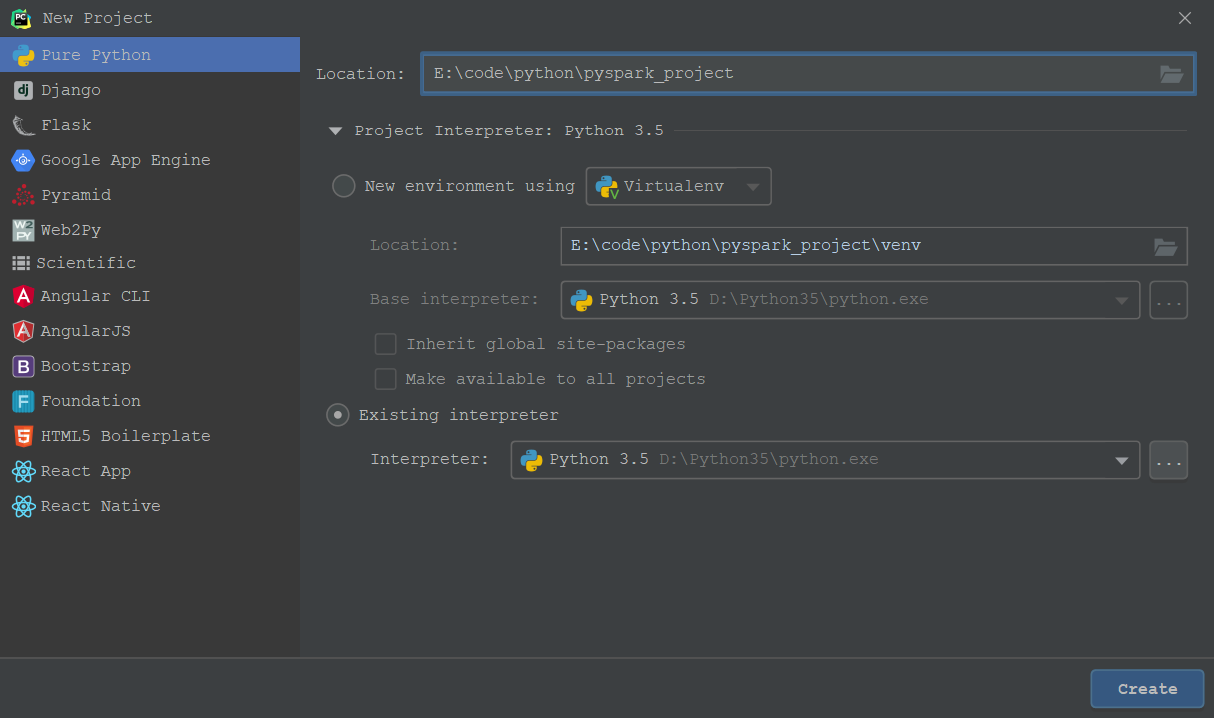 New Project
Pure Python
Django
Flask
Google App Engine
Pyramid
Web2Py
Scientific
Angular CLI
AngularJS
Bootstrap
Foundation
HTML5 Boilerplate
React App
React Native
Location: E:\code\python\pyspark_project
Project Interpreter: Python 3.5
New environment using Virtualenv
Location: E:\code\python\pyspark_project\venv
Base interpreter: Python 3.5 D:\Python35\python.exe ...
Inherit global site-packages
Make available to all projects
Existing interpreter
Interpreter: Python 3.5 D:\Python35\python.exe ...
Create